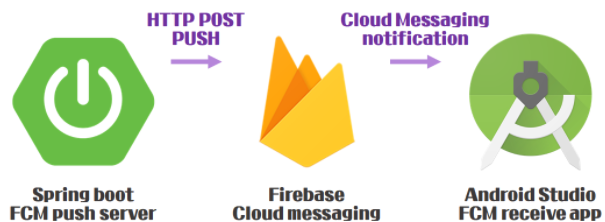 HTTP POST
PUSH
Cloud Messaging
notification
Spring boot
FCM push server
Firebase
Cloud messaging
Android Studio
FCM receive app